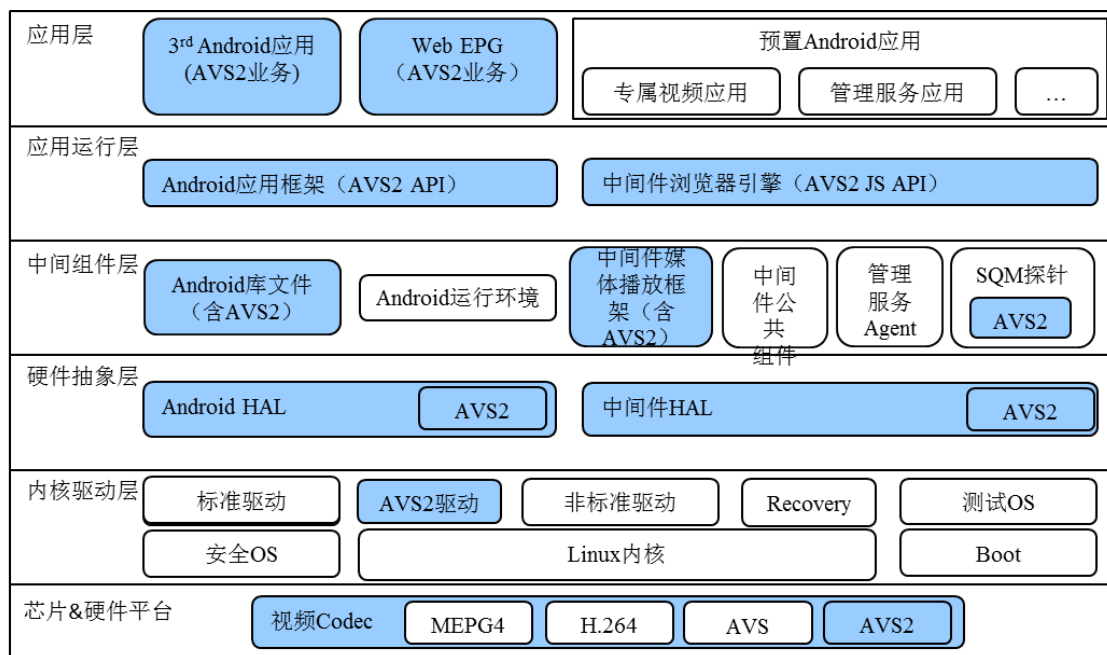 应用层
3rd Android应用
(AVS2业务)
Web EPG
（AVS2业务）
预置Android应用
专属视频应用
管理服务应用
…
应用运行层
Android应用框架（AVS2 API）
中间件浏览器引擎（AVS2 JS API）
中间组件层
Android库文件
（含AVS2）
Android运行环境
中间件媒
体播放框
架（含
AVS2）
中间
件公
共
组件
管理
服务
Agent
SQM探针
AVS2
硬件抽象层
Android HAL
AVS2
中间件HAL
AVS2
内核驱动层
标准驱动
AVS2驱动
非标准驱动
Recovery
测试OS
安全OS
Linux内核
Boot
芯片&硬件平台
视频Codec
MEPG4
H.264
AVS
AVS2